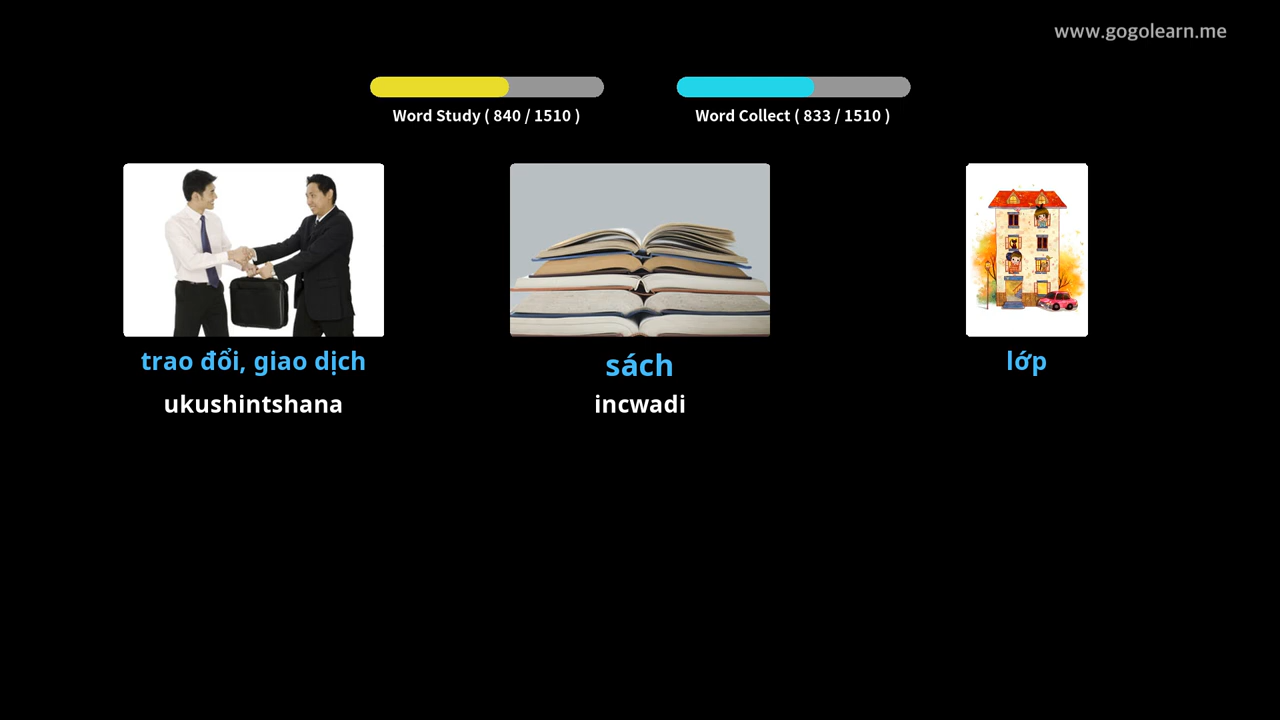 www.gogolearn.me
Word Study ( 840 / 1510 )
Word Collect ( 833 / 1510 )
trao đổi, giao dịch
sách
lớp
ukushintshana
incwadi